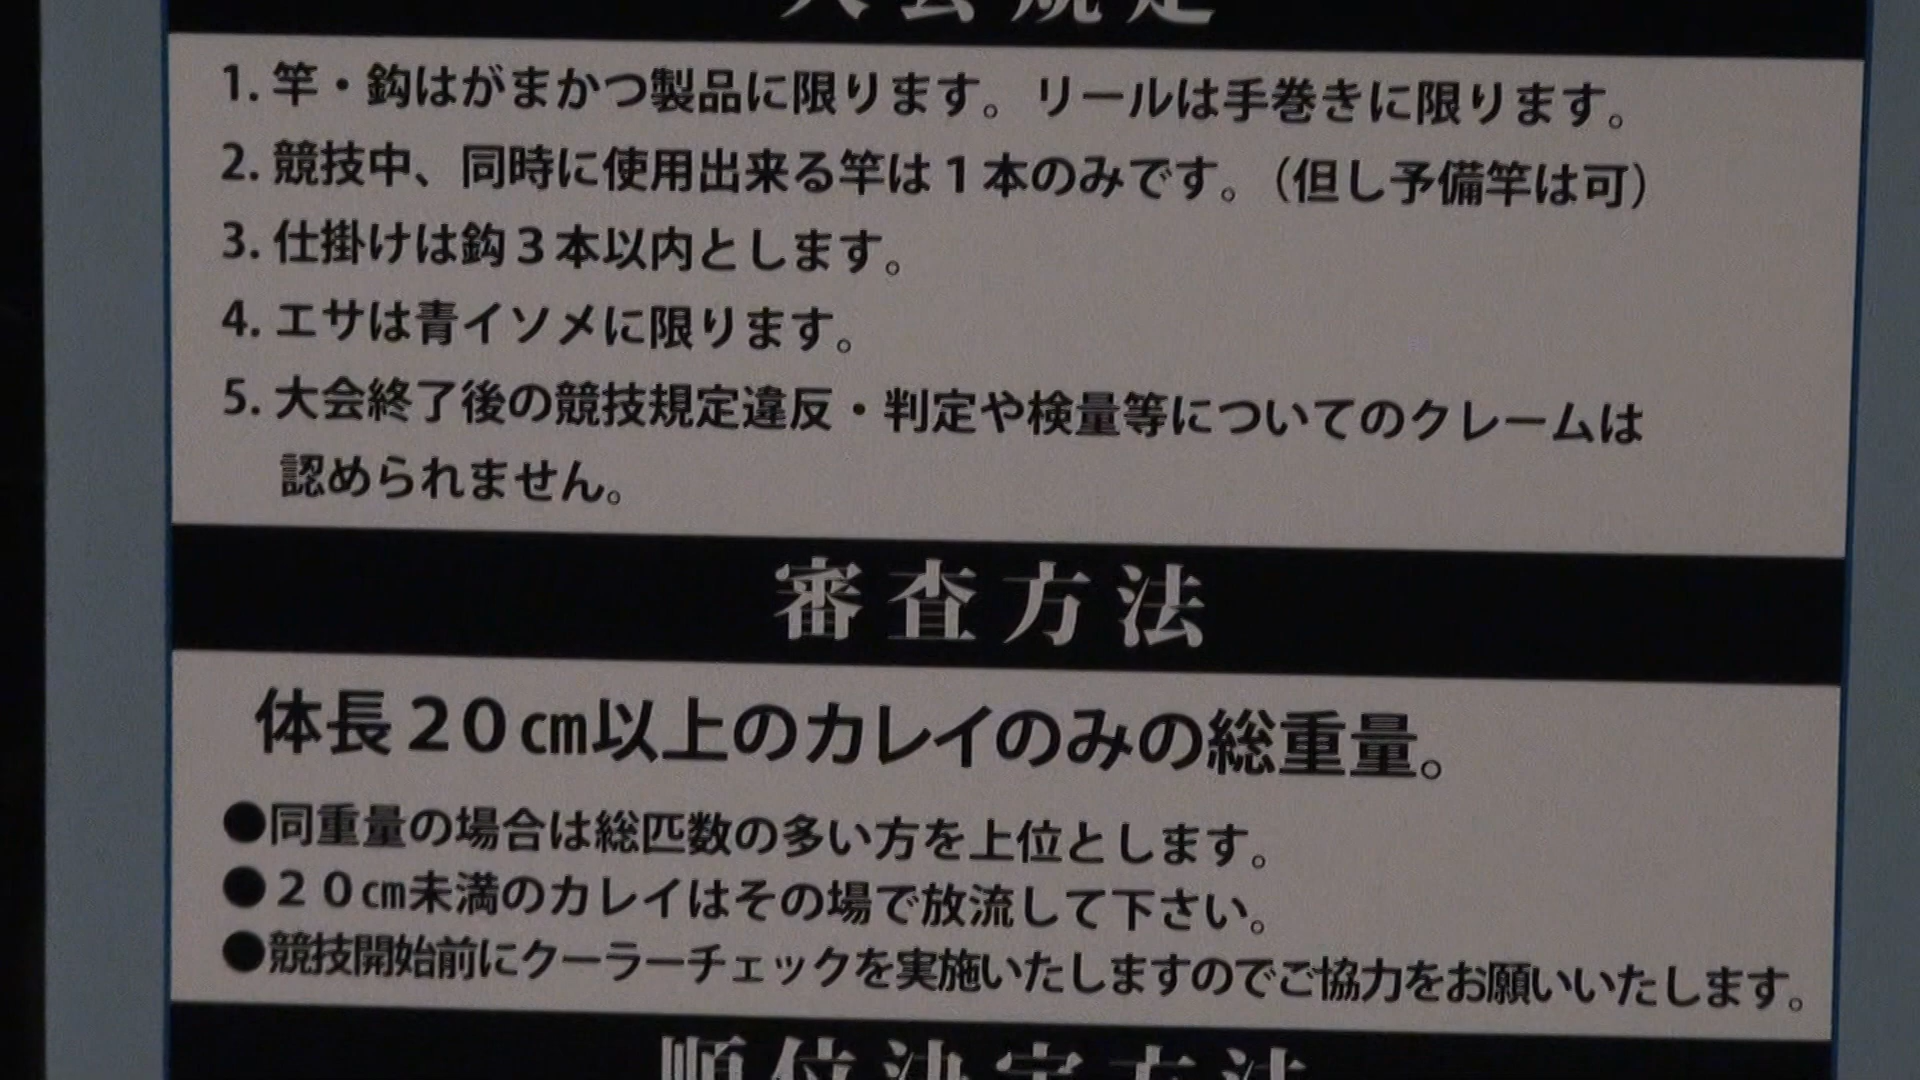 大会規定
1. 竿・鈎はがまかつ製品に限ります。リールは手巻きに限ります。
2. 競技中、同時に使用出来る竿は１本のみです。（但し予備竿は可）
3. 仕掛けは鈎３本以内とします。
4. エサは青イソメに限ります。
5. 大会終了後の競技規定違反・判定や検量等についてのクレームは
認められません。
審査方法
体長２０㎝以上のカレイのみの総重量。
●同重量の場合は総匹数の多い方を上位とします。
●２０㎝未満のカレイはその場で放流して下さい。
●競技開始前にクーラーチェックを実施いたしますのでご協力をお願いいたします。
順位決定方法